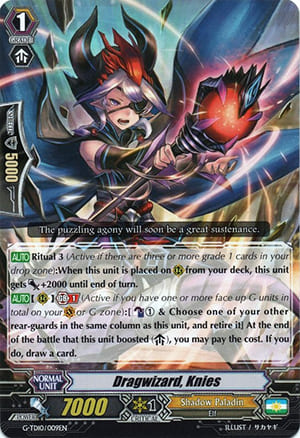 1
GRADE
SHIELD
5000
The puzzling agony will soon be a great sustenance.
AUTO Ritual 3 (Active if there are three or more grade 1 cards in your
drop zone):When this unit is placed on from your deck, this unit
gets +2000 until end of turn.
AUTO [ GB 1] (Active if you have one or more face up G units in
total on your or G zone):[ 1 & Choose one of your other
rear-guards in the same column as this unit, and retire it] At the end
of the battle that this unit boosted ( ), you may pay the cost. If you
do, draw a card.
NORMAL
UNIT
Dragwizard, Knies
POWER
7000
1
CRITICAL
Shadow Paladin
Elf
G-TD10/009EN
ILLUST / サカヤギ